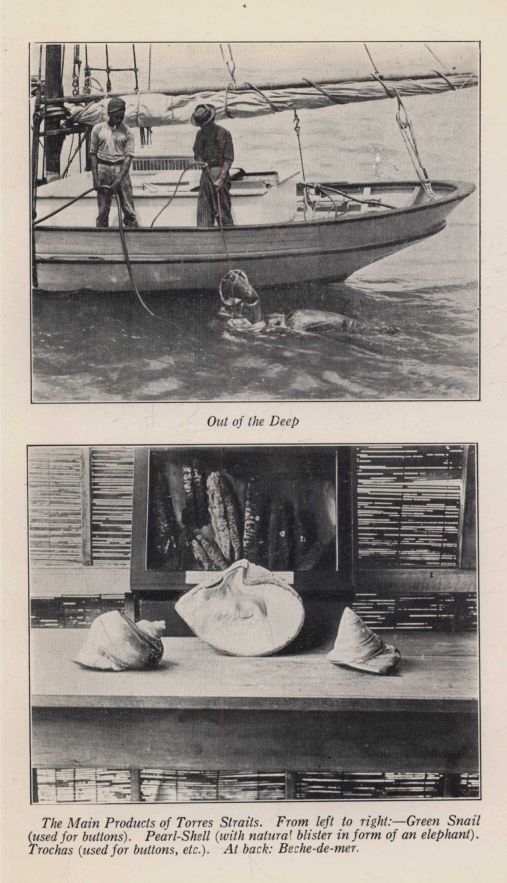 Out of the Deep
The Main Products of Torres Straits. From left to right:—Green Snail
(used for buttons). Pearl-Shell (with natural blister in form of an elephant).
Trochas (used for buttons, etc.). At back: Beche-de-mer.